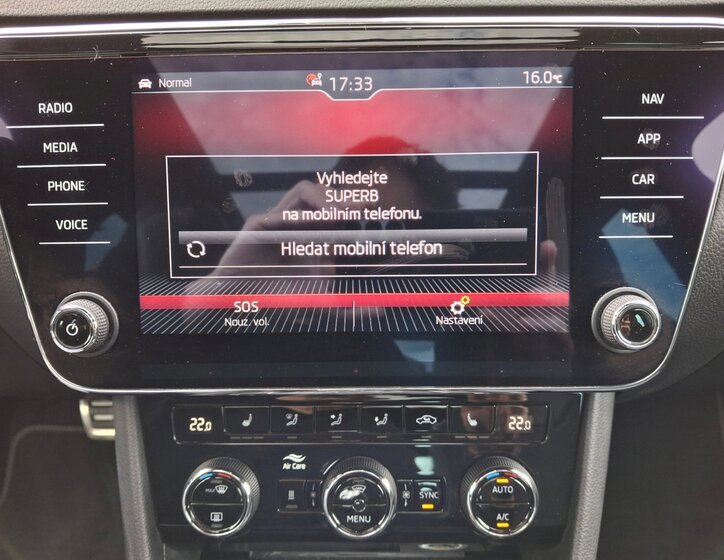 Normal
17:33
16.0°C
RADIO
MEDIA
PHONE
VOICE
NAV
APP
CAR
MENU
Vyhledejte
SUPERB
na mobilním telefonu.
Hledat mobilní telefon
SOS
Nouz. vol.
Nastavení
22.0
22.0
Air Care
MAX
MENU
SYNC
AUTO
A/C